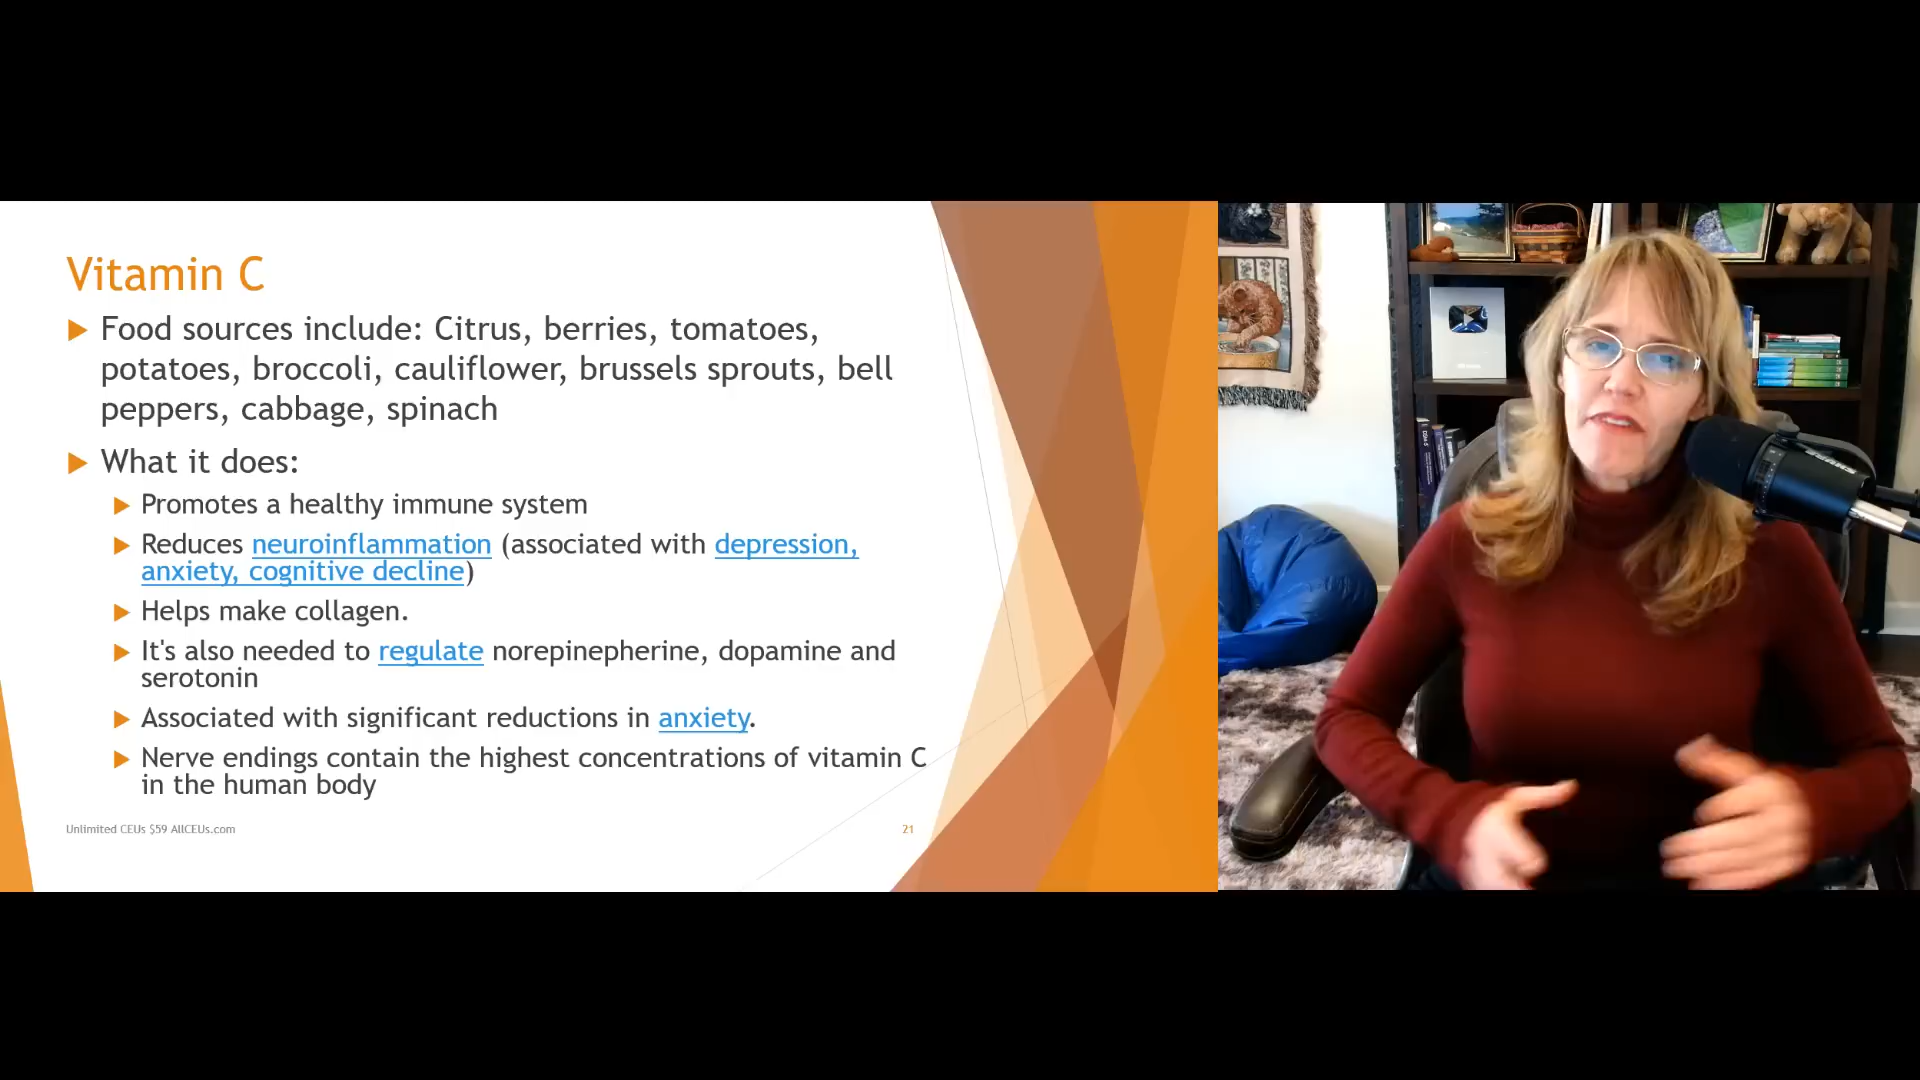 Vitamin C
Food sources include: Citrus, berries, tomatoes,
potatoes, broccoli, cauliflower, brussels sprouts, bell
peppers, cabbage, spinach
What it does:
Promotes a healthy immune system
Reduces neuroinflammation (associated with depression,
anxiety, cognitive decline)
Helps make collagen.
It's also needed to regulate norepinepherine, dopamine and
serotonin
Associated with significant reductions in anxiety.
Nerve endings contain the highest concentrations of vitamin C
in the human body
Unlimited CEUs $59 AllCEUs.com
21
SHURE